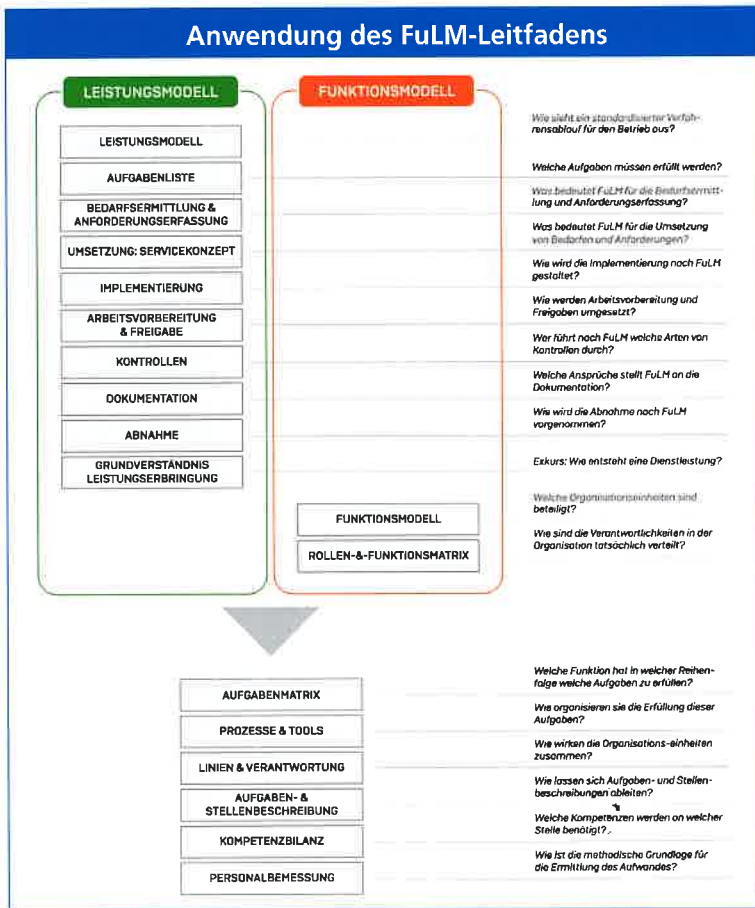 Anwendung des FuLM-Leitfadens
LEISTUNGSMODELL
FUNKTIONSMODELL
LEISTUNGSMODELL
Wie sieht ein standardisierter Verfah-
rensablauf für den Betrieb aus?
AUFGABENLISTE
Welche Aufgaben müssen erfüllt werden?
BEDARFSERMITTLUNG &
ANFORDERUNGSERFASSUNG
Was bedeutet FuLM für die Bedarfsermitt-
lung und Anforderungserfassung?
UMSETZUNG: SERVICEKONZEPT
Was bedeutet FuLM für die Umsetzung
von Bedarfen und Anforderungen?
IMPLEMENTIERUNG
Wie wird die Implementierung nach FuLM
gestaltet?
ARBEITSVORBEREITUNG
& FREIGABE
Wie werden Arbeitsvorbereitung und
Freigaben umgesetzt?
KONTROLLEN
Wer führt nach FuLM welche Arten von
Kontrollen durch?
DOKUMENTATION
Welche Ansprüche stellt FuLM an die
Dokumentation?
ABNAHME
Wie wird die Abnahme nach FuLM
vorgenommen?
GRUNDVERSTÄNDNIS
LEISTUNGSERBRINGUNG
Exkurs: Wie entsteht eine Dienstleistung?
FUNKTIONSMODELL
Welche Organisationseinheiten sind
beteiligt?
ROLLEN-&-FUNKTIONSMATRIX
Wie sind die Verantwortlichkeiten in der
Organisation tatsächlich verteilt?
AUFGABENMATRIX
Welche Funktion hat in welcher Reihen-
folge welche Aufgaben zu erfüllen?
PROZESSE & TOOLS
Wie organisieren sie die Erfüllung dieser
Aufgaben?
LINIEN & VERANTWORTUNG
Wie wirken die Organisations-einheiten
zusammen?
AUFGABEN- &
STELLENBESCHREIBUNG
Wie lassen sich Aufgaben- und Stellen-
beschreibungen ableiten?
KOMPETENZBILANZ
Welche Kompetenzen werden an welcher
Stelle benötigt?
PERSONALBEMESSUNG
Wie ist die methodische Grundlage für
die Ermittlung des Aufwandes?